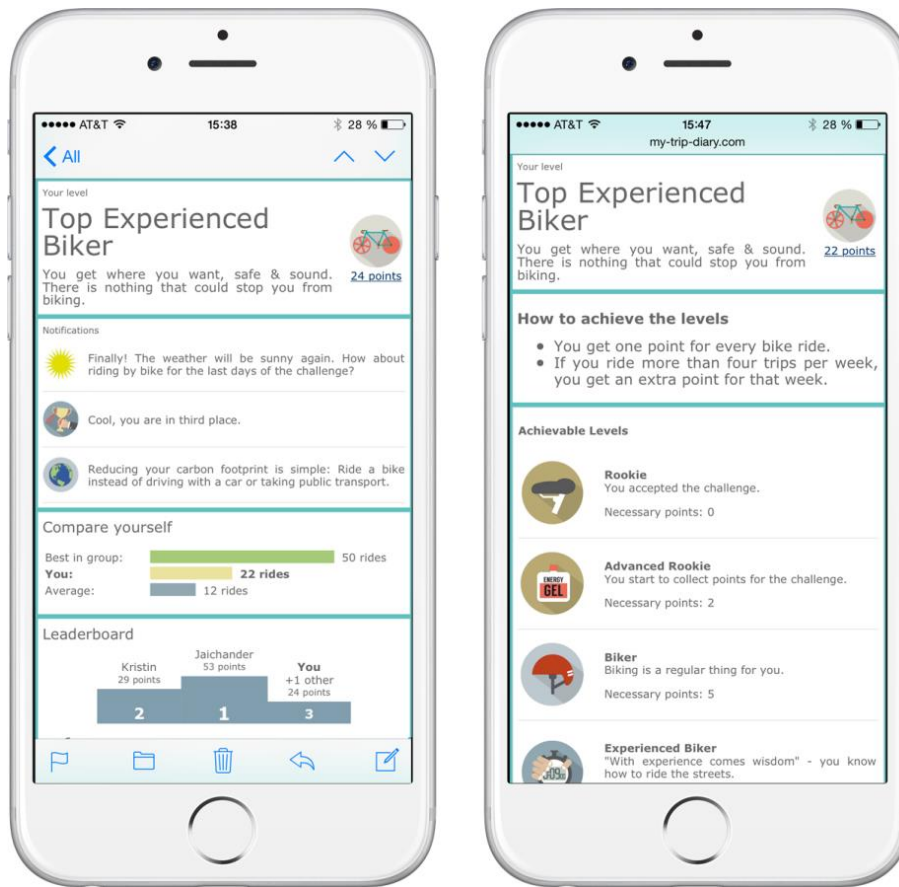 AT&T 15:38 28 %
All
Your level
Top Experienced
Biker
You get where you want, safe & sound.
There is nothing that could stop you from
biking.
24 points
Notifications
Finally! The weather will be sunny again. How about
riding by bike for the last days of the challenge?
Cool, you are in third place.
Reducing your carbon footprint is simple: Ride a bike
instead of driving with a car or taking public transport.
Compare yourself
Best in group: 50 rides
You: 22 rides
Average: 12 rides
Leaderboard
Kristin
29 points
2
Jaichander
53 points
1
You
+1 other
24 points
3
AT&T 15:47 28 %
my-trip-diary.com
Your level
Top Experienced
Biker
You get where you want, safe & sound.
There is nothing that could stop you from
biking.
22 points
How to achieve the levels
• You get one point for every bike ride.
• If you ride more than four trips per week,
you get an extra point for that week.
Achievable Levels
Rookie
You accepted the challenge.
Necessary points: 0
ENERGY
GEL
Advanced Rookie
You start to collect points for the challenge.
Necessary points: 2
Biker
Biking is a regular thing for you.
Necessary points: 5
Experienced Biker
"With experience comes wisdom" - you know
how to ride the streets.